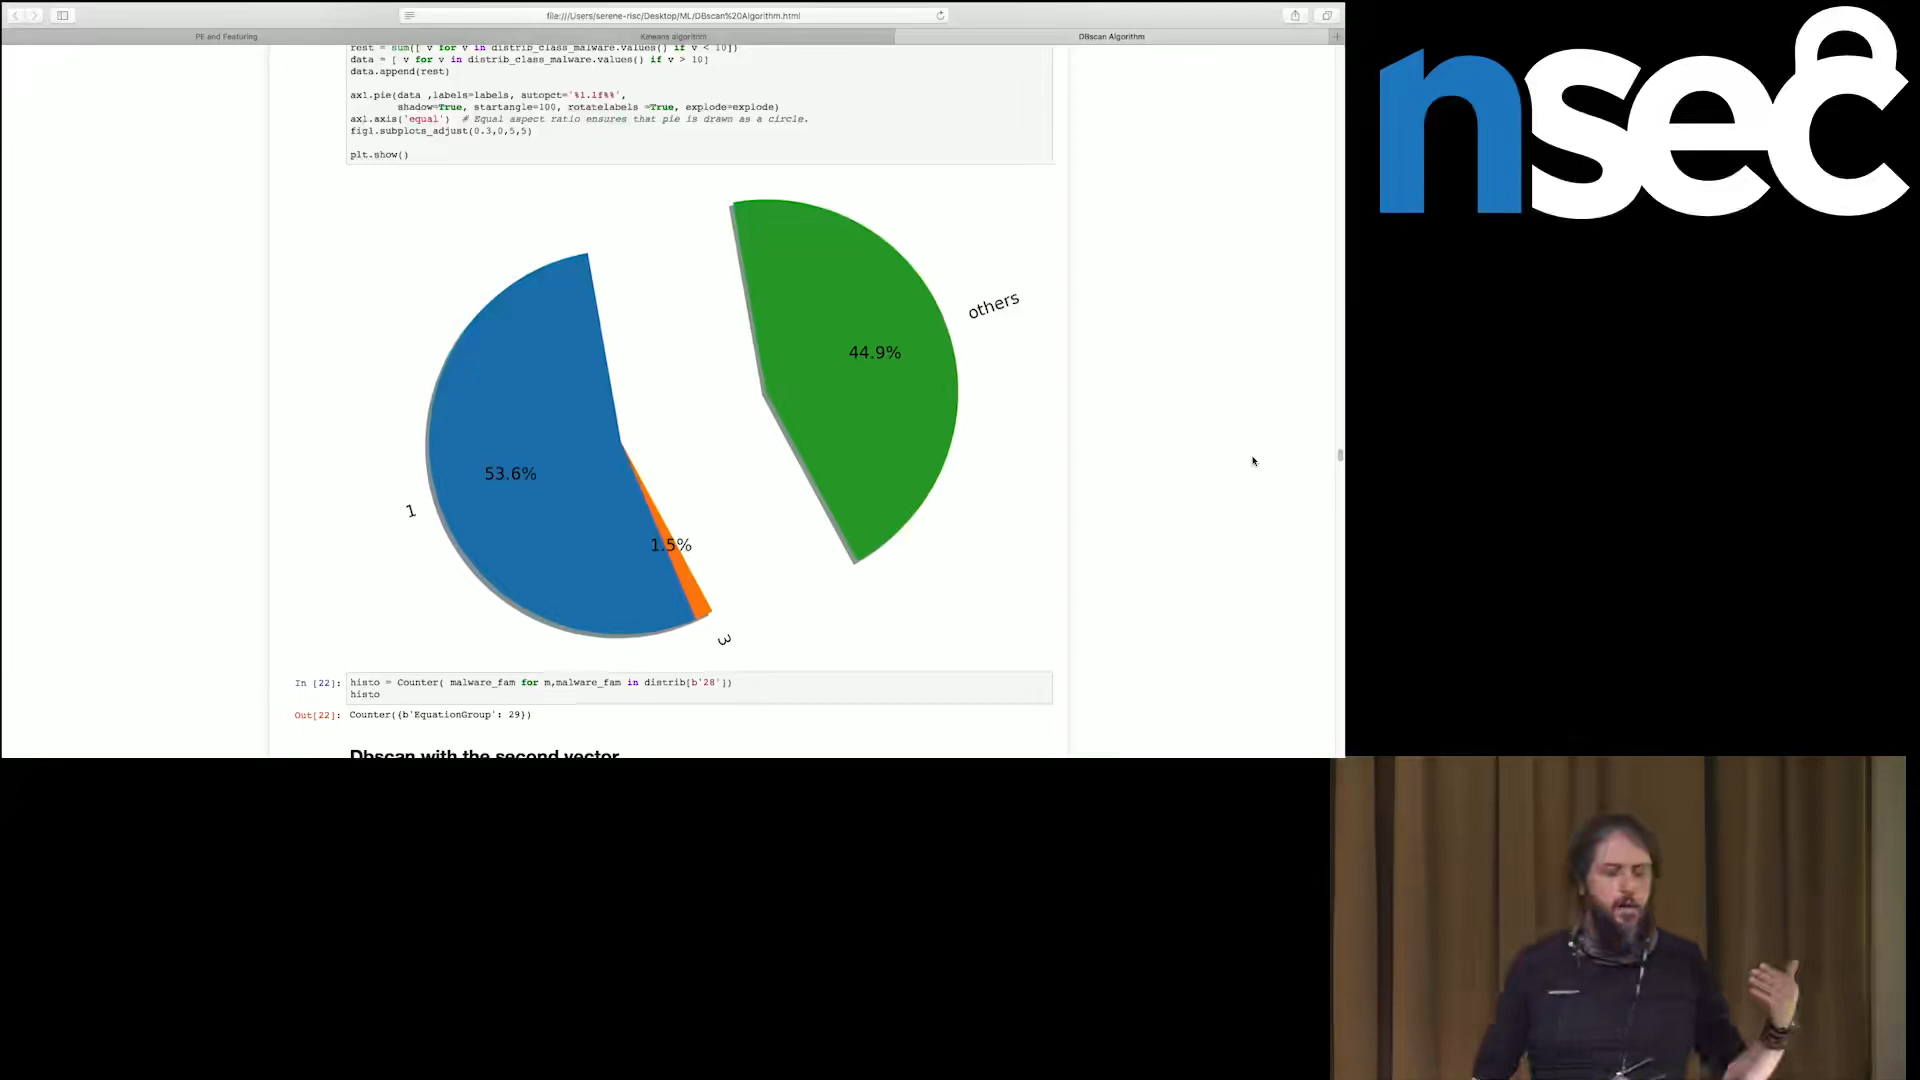 file:///Users/serene-risc/Desktop/ML/DBscan%20Algorithm.html
PE and Featuring
Kmeans algorithm
DBscan Algorithm
rest = sum([ v for v in distrib_class_malware.values() if v < 10])
data = [ v for v in distrib_class_malware.values() if v > 10]
data.append(rest)
ax1.pie(data ,labels=labels, autopct='%1.1f%%',
shadow=True, startangle=100, rotatelabels =True, explode=explode)
ax1.axis('equal')  # Equal aspect ratio ensures that pie is drawn as a circle.
fig1.subplots_adjust(0.3,0,5,5)
plt.show()
others
44.9%
53.6%
1
1.5%
3
In [22]: histo = Counter( malware_fam for m,malware_fam in distrib[b'28'])
histo
Out[22]: Counter({b'EquationGroup': 29})
Dbscan with the second vector
nsec